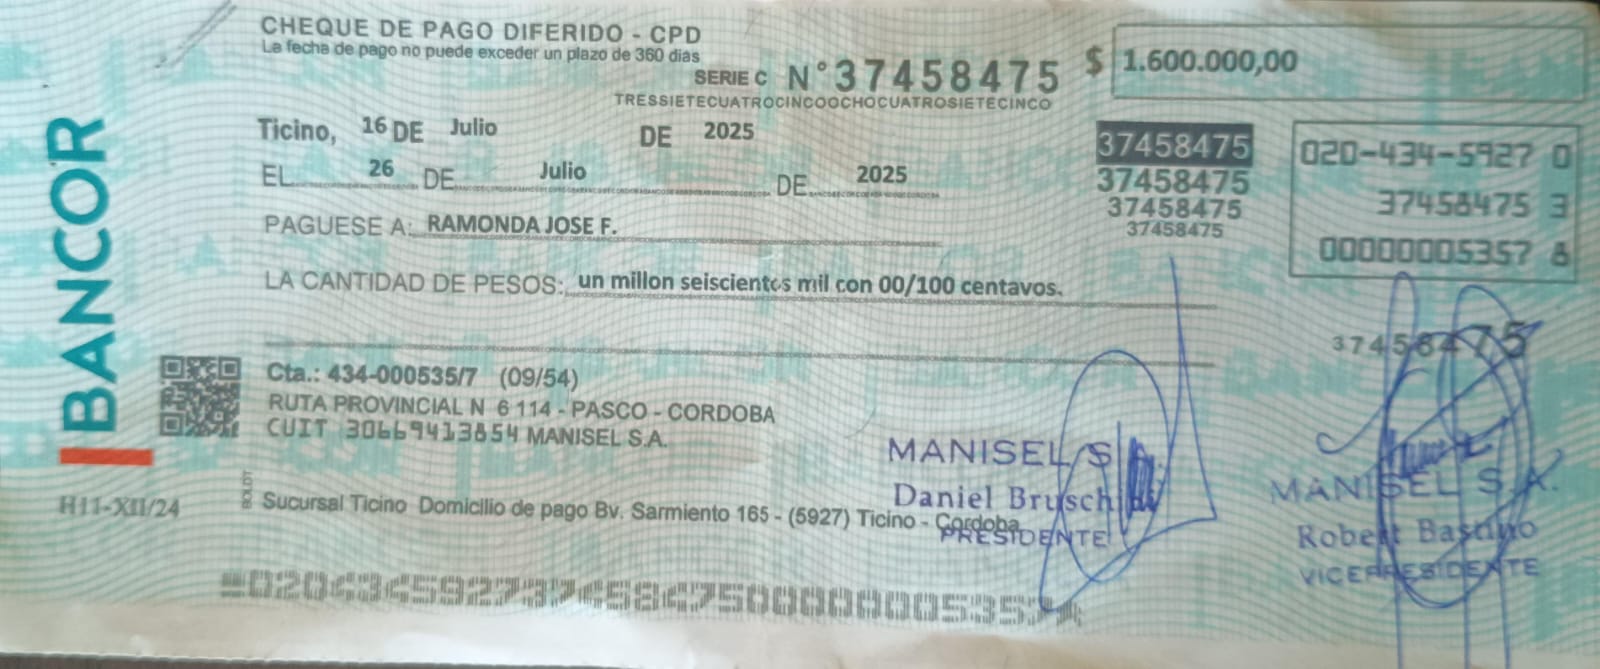 BANCOR
H11-XII/24
CHEQUE DE PAGO DIFERIDO - CPD
La fecha de pago no puede exceder un plazo de 360 dias
SERIE C N°37458475
TRESSIETECUATROCINCOOCHOCUATROSIETECINCO
$ 1.600.000,00
Ticino, 16 DE Julio DE 2025
EL 26 DE Julio DE 2025
PAGUESE A: RAMONDA JOSE F.
LA CANTIDAD DE PESOS: un millon seiscientos mil con 00/100 centavos.
37458475
37458475
37458475
37458475
020-434-5927 0
37458475 3
00000005357 8
37458475
Cta.: 434-000535/7 (09/54)
RUTA PROVINCIAL N 6 114 - PASCO - CORDOBA
CUIT 30669413854 MANISEL S.A.
BOLDT
Sucursal Ticino Domicilio de pago Bv. Sarmiento 165 - (5927) Ticino - Cordoba
MANISEL S
Daniel
PRESIDENTE
MANISEL S.A.
Robert
VICEPRESIDENTE
02043459273745847500000005357